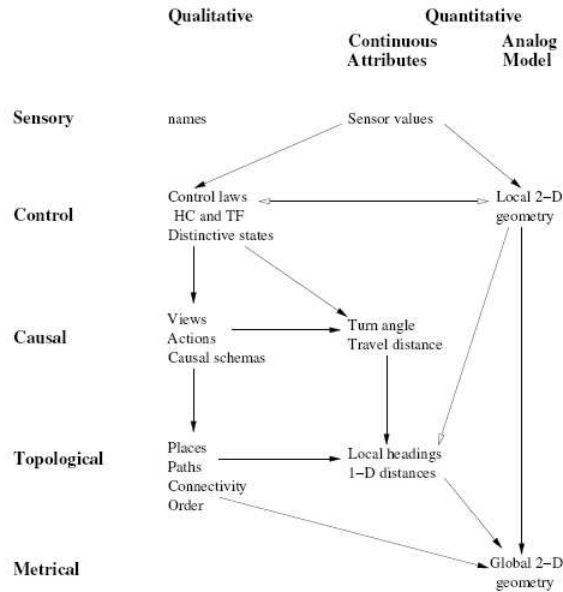 Qualitative Quantitative
Continuous Analog
Attributes Model
Sensory names Sensor values
Control laws Local 2−D
Control HC and TF geometry
Distinctive states
Views Turn angle
Causal Actions Travel distance
Causal schemas
Places Local headings
Topological Paths 1−D distances
Connectivity
Order
Global 2−D
Metrical geometry